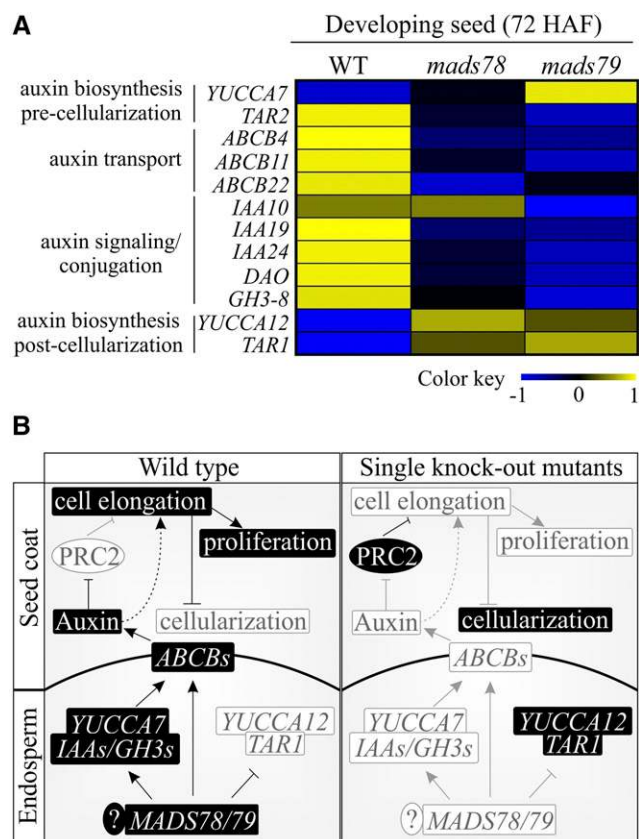 A
Developing seed (72 HAF)
WT mads78 mads79
auxin biosynthesis
pre-cellularization
YUCCA7
TAR2
auxin transport
ABCB4
ABCB11
ABCB22
auxin signaling/
conjugation
IAA10
IAA19
IAA24
DAO
GH3-8
auxin biosynthesis
post-cellularization
YUCCA12
TAR1
Color key
-1 0 1
B
Wild type
Single knock-out mutants
Seed coat
cell elongation
PRC2
proliferation
Auxin
cellularization
ABCBs
cell elongation
PRC2
proliferation
Auxin
cellularization
ABCBs
Endosperm
YUCCA7
IAAs/GH3s
YUCCA12
TAR1
? MADS78/79
YUCCA7
IAAs/GH3s
YUCCA12
TAR1
? MADS78/79